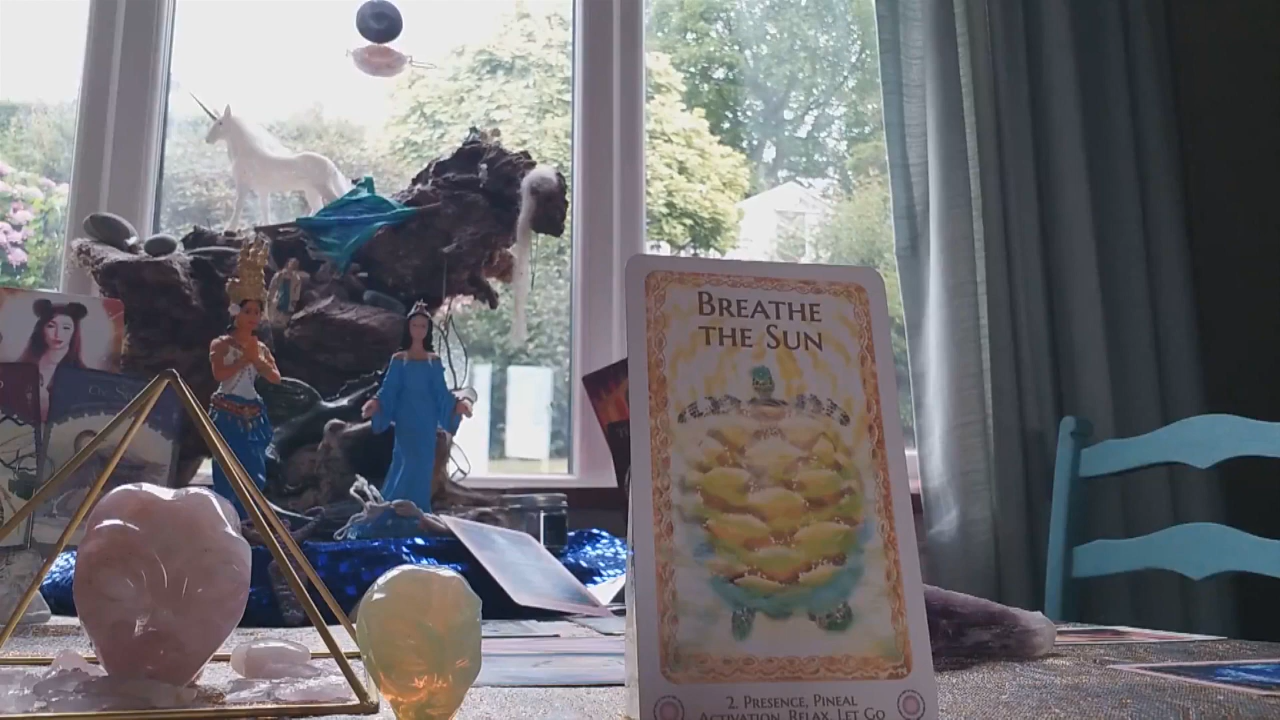 BREATHE
THE SUN
2. PRESENCE, PINEAL
ACTIVATION, RELAX, LET GO